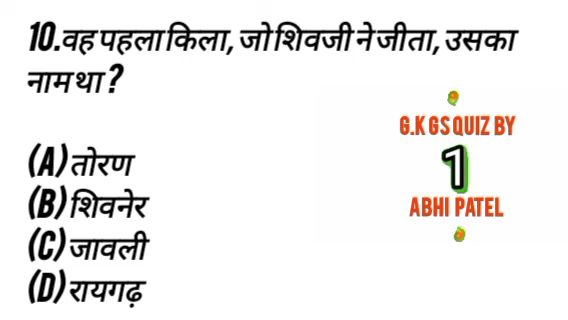 10.वह पहला किला, जो शिवजी ने जीता, उसका
नाम था?
(A) तोरण
(B) शिवनेर
(C) जावली
(D) रायगढ़
G.K GS QUIZ BY
1
ABHI PATEL